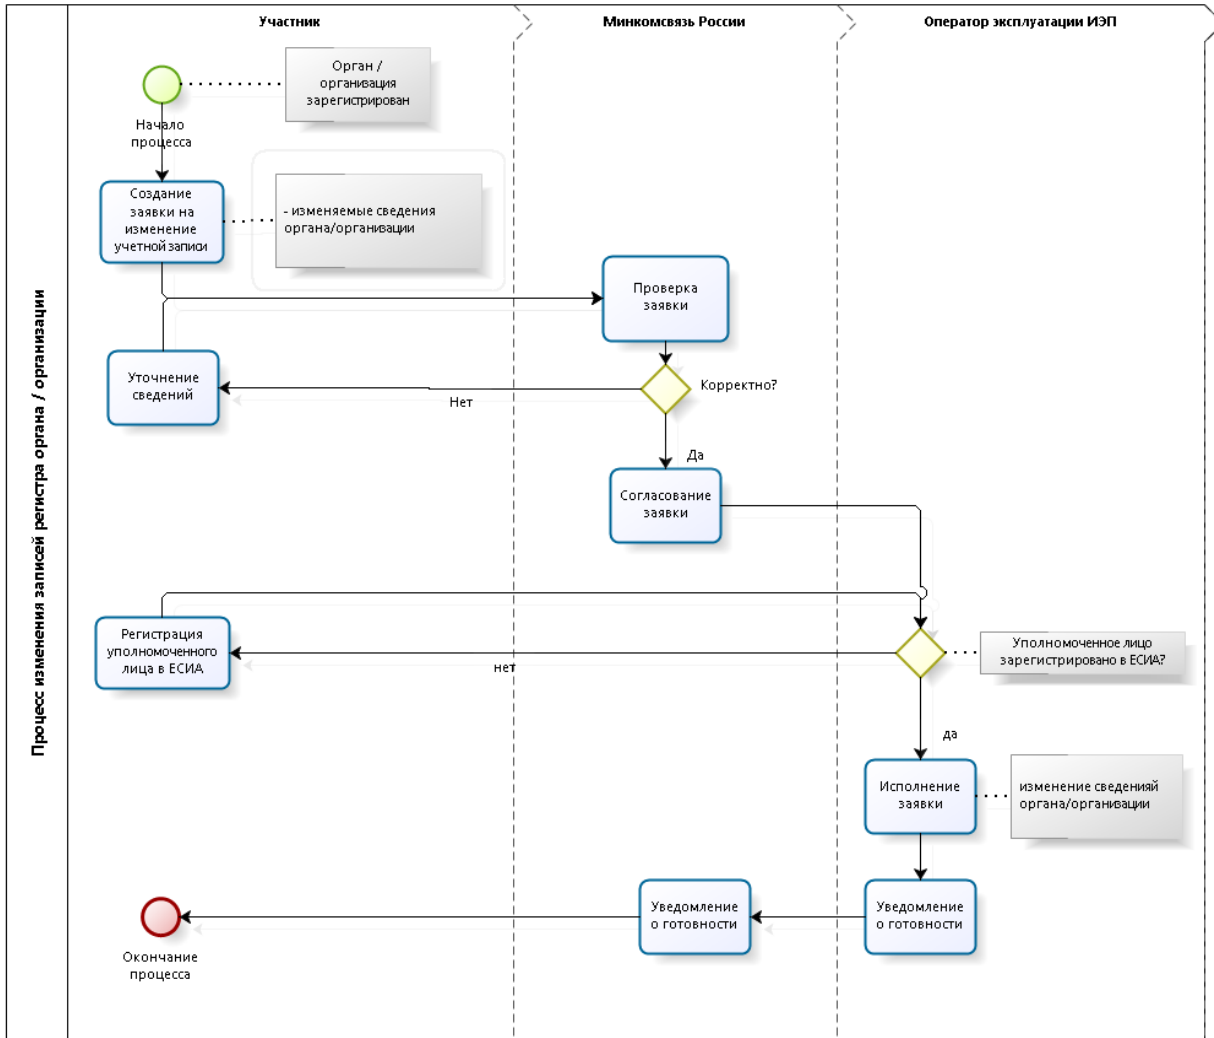 Процесс изменения записей регистра органа / организации
Участник
Минкомсвязь России
Оператор эксплуатации ИЭП
Орган /
организация
зарегистрирован
Начало
процесса
Создание
заявки на
изменение
учетной записи
- изменяемые сведения
органа/организации
Проверка
заявки
Уточнение
сведений
Корректно?
Нет
Да
Согласование
заявки
Регистрация
уполномоченного
лица в ЕСИА
нет
Уполномоченное лицо
зарегистрировано в ЕСИА?
да
Исполнение
заявки
изменение сведенияй
органа/организации
Уведомление
о готовности
Уведомление
о готовности
Окончание
процесса